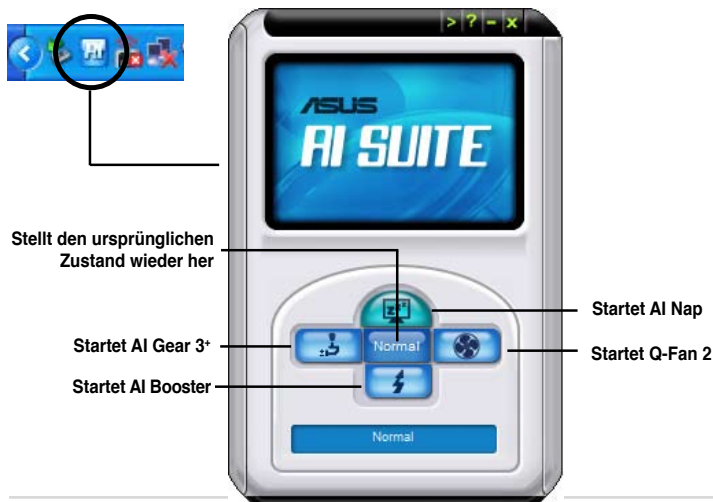 > ? - x
ASUS
AI SUITE
Stellt den ursprünglichen
Zustand wieder her
Startet AI Nap
Startet AI Gear 3+
Normal
Startet Q-Fan 2
Startet AI Booster
Normal